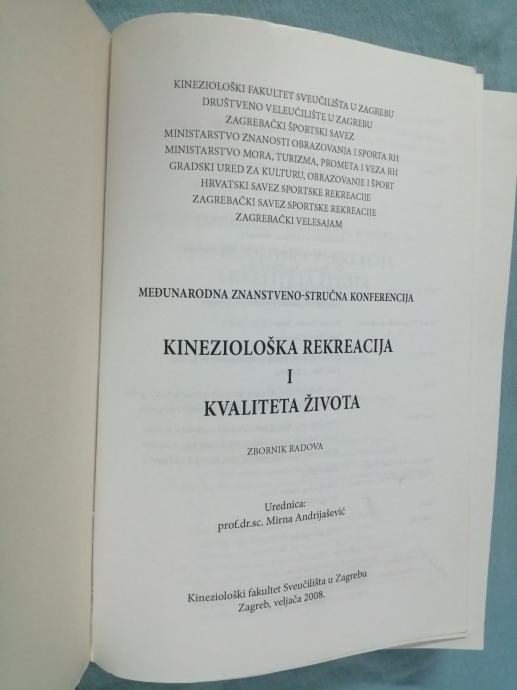 KINEZIOLOŠKI FAKULTET SVEUČILIŠTA U ZAGREBU
DRUŠTVENO VELEUČILIŠTE U ZAGREBU
ZAGREBAČKI ŠPORTSKI SAVEZ
MINISTARSTVO ZNANOSTI OBRAZOVANJA I SPORTA RH
MINISTARSTVO MORA, TURIZMA, PROMETA I VEZA RH
GRADSKI URED ZA KULTURU, OBRAZOVANJE I ŠPORT
HRVATSKI SAVEZ SPORTSKE REKREACIJE
ZAGREBAČKI SAVEZ SPORTSKE REKREACIJE
ZAGREBAČKI VELESAJAM
MEĐUNARODNA ZNANSTVENO-STRUČNA KONFERENCIJA
KINEZIOLOŠKA REKREACIJA
I
KVALITETA ŽIVOTA
ZBORNIK RADOVA
Urednica:
prof.dr.sc. Mirna Andrijašević
Kineziološki fakultet Sveučilišta u Zagrebu
Zagreb, veljača 2008.